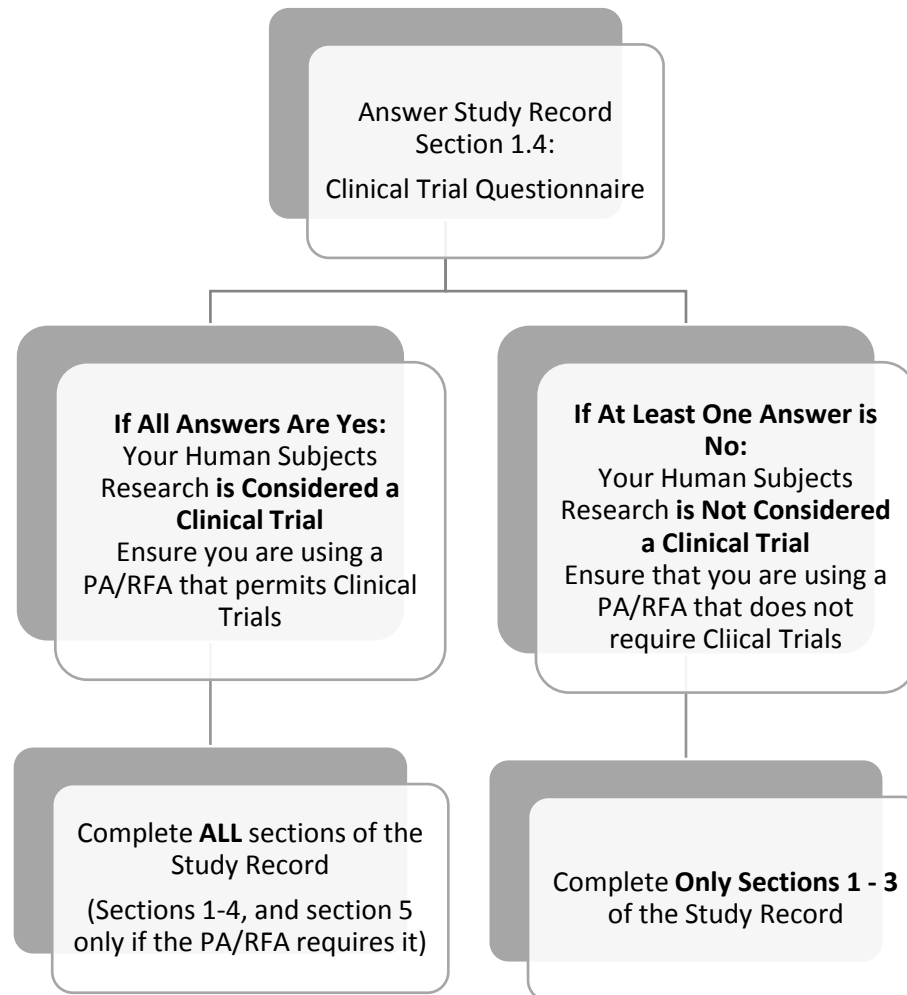 Answer Study Record
Section 1.4:
Clinical Trial Questionnaire
If All Answers Are Yes:
Your Human Subjects
Research is Considered a
Clinical Trial
Ensure you are using a
PA/RFA that permits Clinical
Trials
If At Least One Answer is
No:
Your Human Subjects
Research is Not Considered
a Clinical Trial
Ensure that you are using a
PA/RFA that does not
require Cliical Trials
Complete ALL sections of the
Study Record
(Sections 1-4, and section 5
only if the PA/RFA requires it)
Complete Only Sections 1 - 3
of the Study Record